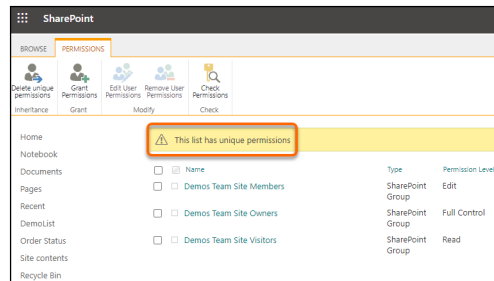 SharePoint
BROWSE PERMISSIONS
Delete unique permissions
Grant Permissions
Edit User Permissions
Remove User Permissions
Check Permissions
Inheritance Grant Modify Check
This list has unique permissions
Home
Notebook
Documents
Pages
Recent
DemoList
Order Status
Site contents
Recycle Bin
Name Type Permission Level
Demos Team Site Members SharePoint Group Edit
Demos Team Site Owners SharePoint Group Full Control
Demos Team Site Visitors SharePoint Group Read